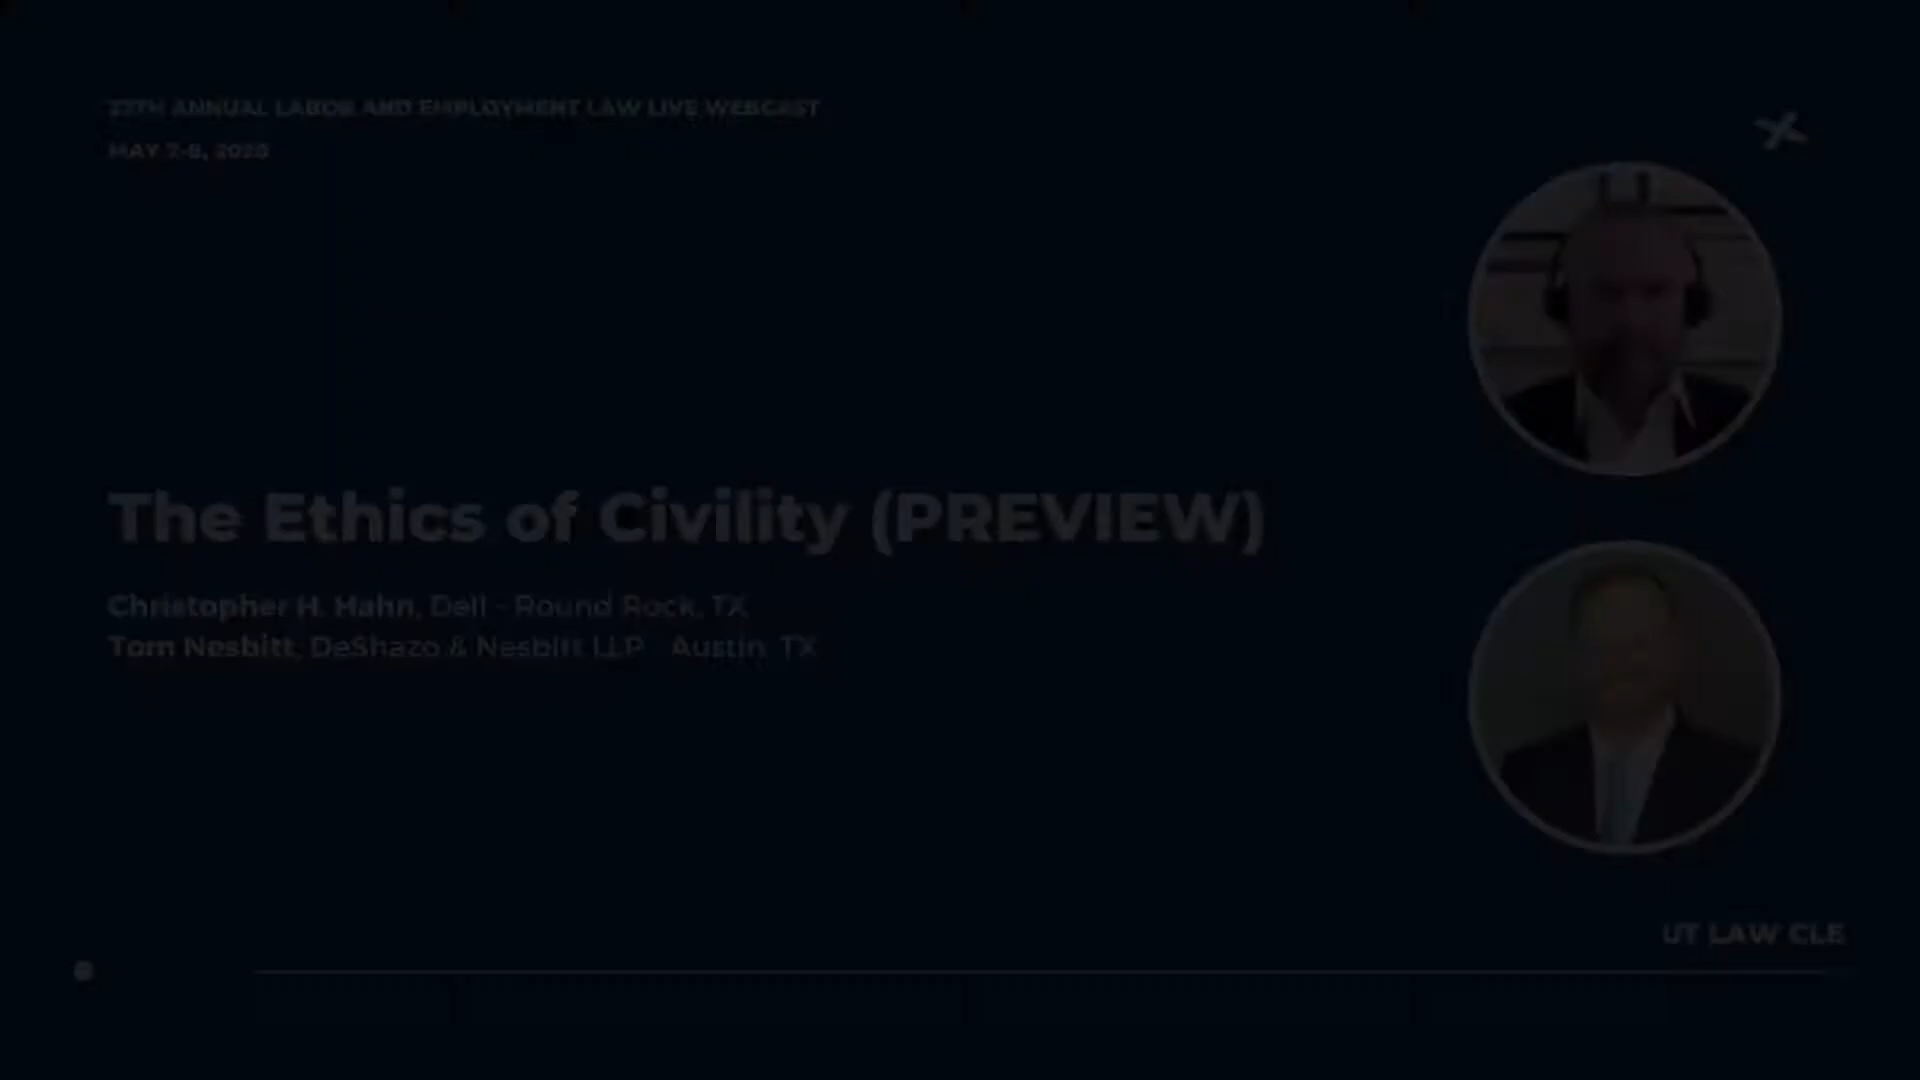 27TH ANNUAL LABOR AND EMPLOYMENT LAW LIVE WEBCAST
MAY 7-8, 2020
The Ethics of Civility (PREVIEW)
Christopher H. Hahn, Dell - Round Rock, TX
Tom Nesbitt, DeShazo & Nesbitt LLP - Austin, TX
UT LAW CLE